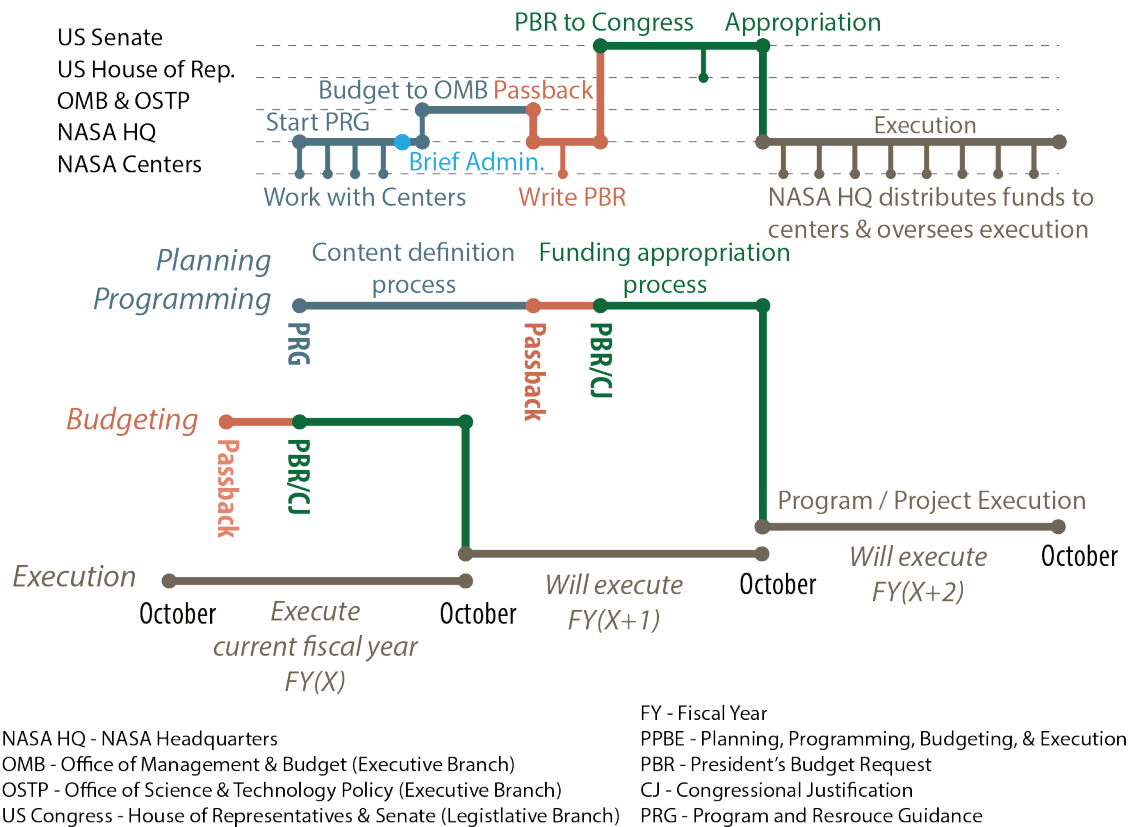 PBR to Congress
Appropriation
US Senate
US House of Rep.
OMB & OSTP
NASA HQ
NASA Centers
Budget to OMB
Passback
Start PRG
Brief Admin.
Execution
Work with Centers
Write PBR
NASA HQ distributes funds to
centers & oversees execution
Planning
Programming
Content definition
process
Funding appropriation
process
PRG
Passback
PBR/CJ
Budgeting
Passback
PBR/CJ
Program / Project Execution
Execution
October
Execute
current fiscal year
FY(X)
October
Will execute
FY(X+1)
October
Will execute
FY(X+2)
October
NASA HQ - NASA Headquarters
OMB - Office of Management & Budget (Executive Branch)
OSTP - Office of Science & Technology Policy (Executive Branch)
US Congress - House of Representatives & Senate (Legistlative Branch)
FY - Fiscal Year
PPBE - Planning, Programming, Budgeting, & Execution
PBR - President's Budget Request
CJ - Congressional Justification
PRG - Program and Resrouce Guidance